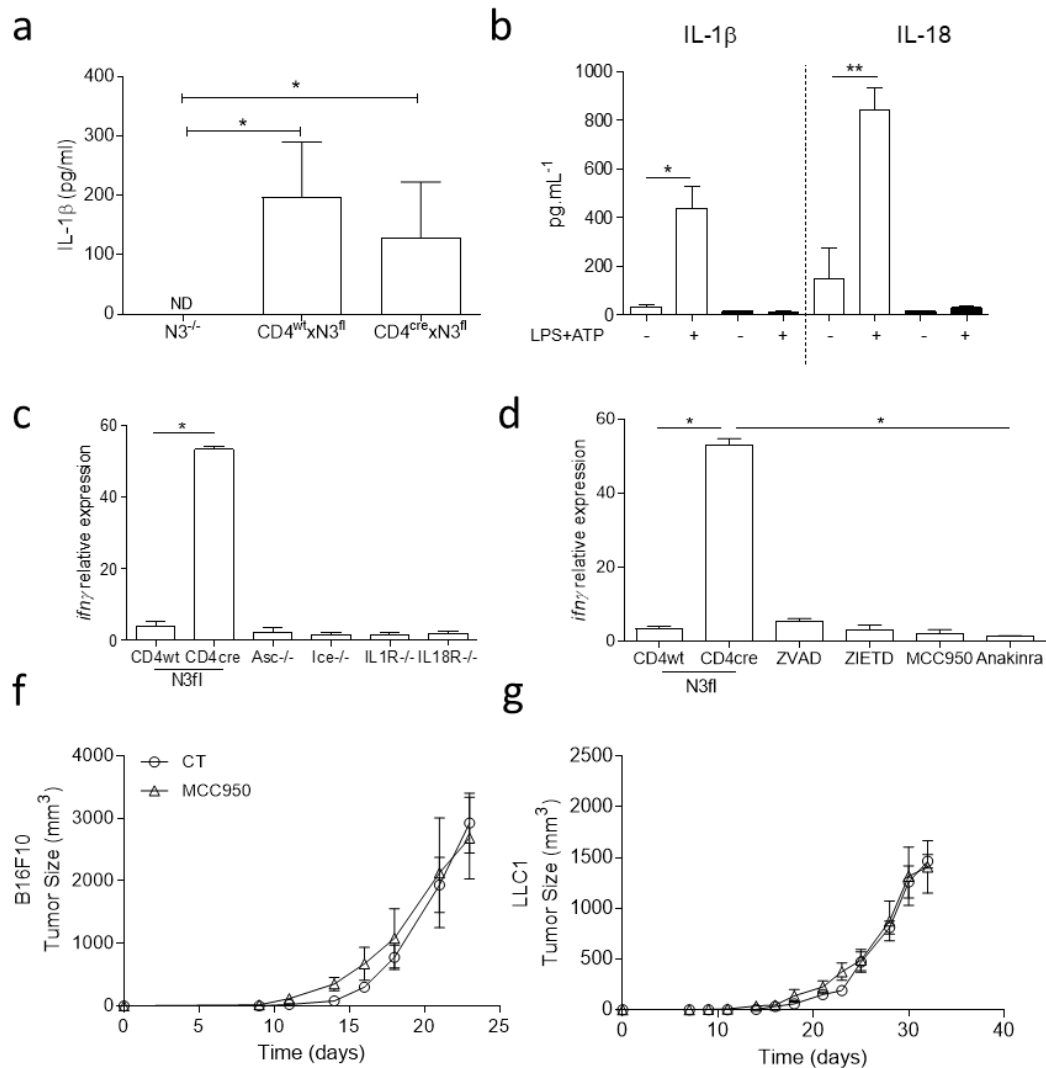 a
IL-1β (pg/ml)
400
300
200
100
0
*
*
ND
N3-/-
CD4wtxN3fl
CD4crexN3fl
b
IL-1β
IL-18
pg.mL-1
1000
800
600
400
200
0
*
**
LPS+ATP
- + - + - + - +
c
ifnγ relative expression
60
40
20
0
*
CD4wt CD4cre Asc-/- Ice-/- IL1R-/- IL18R-/-
N3fl
d
ifnγ relative expression
60
40
20
0
*
*
CD4wt CD4cre ZVAD ZIETD MCC950 Anakinra
N3fl
f
B16F10
Tumor Size (mm3)
4000
3000
2000
1000
0
CT
MCC950
0 5 10 15 20 25
Time (days)
g
LLC1
Tumor Size (mm3)
2500
2000
1500
1000
500
0
0 10 20 30 40
Time (days)